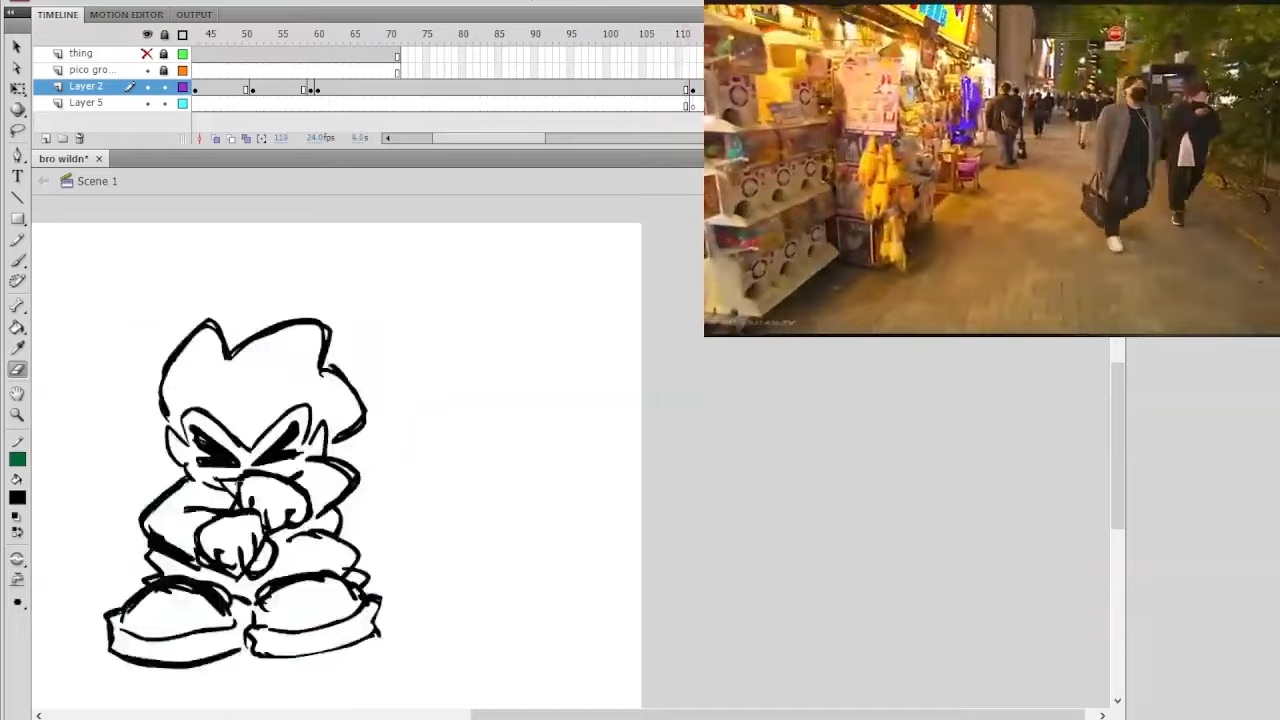 TIMELINE MOTION EDITOR OUTPUT
45 50 55 60 65 70 75 80 85 90 95 100 105 110
thing
pico gro...
Layer 2
Layer 5
110 24.0fps
bro wildn*
Scene 1